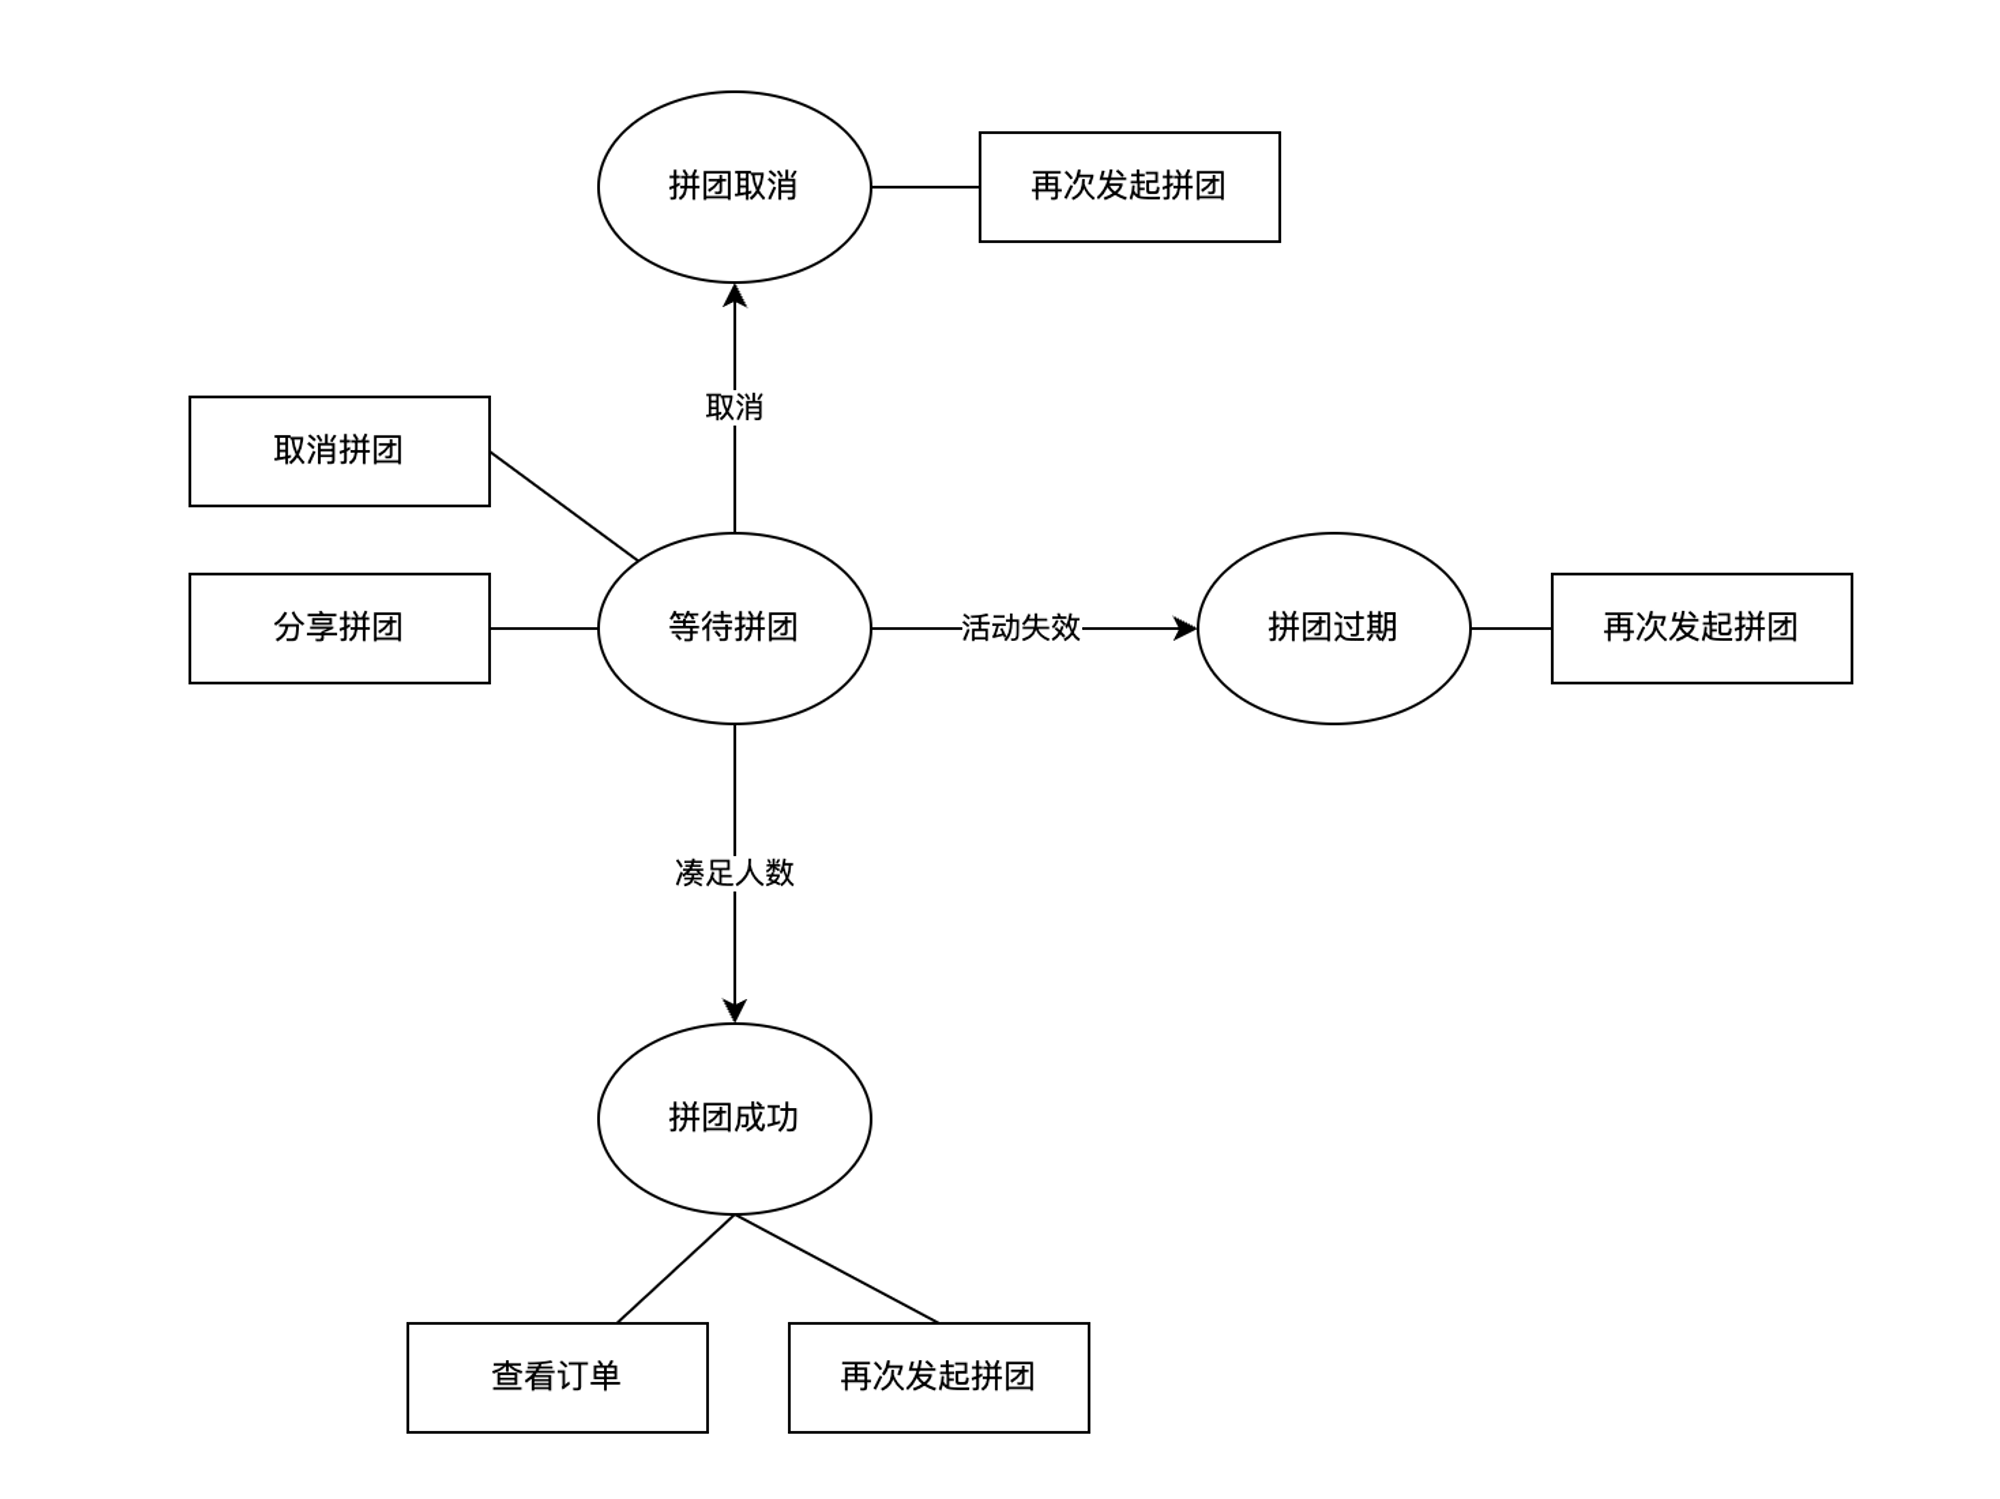 拼团取消
再次发起拼团
取消
取消拼团
分享拼团
等待拼团
活动失效
拼团过期
再次发起拼团
凑足人数
拼团成功
查看订单
再次发起拼团